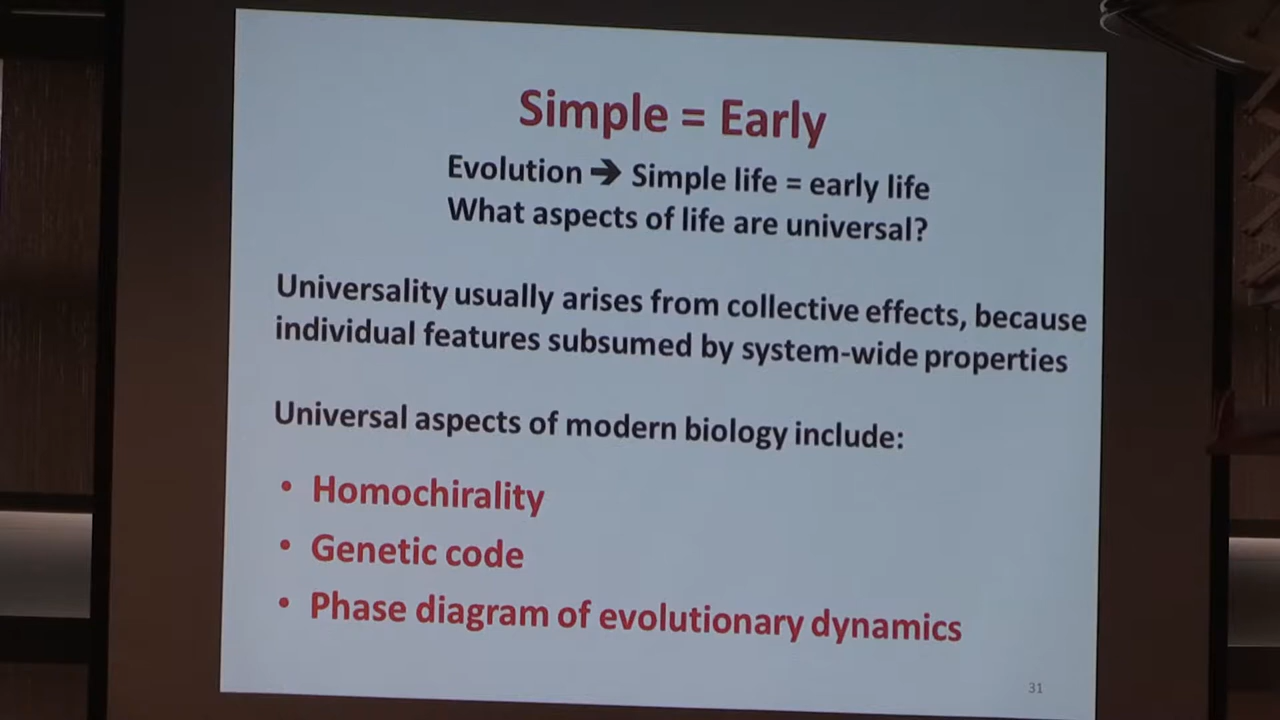 Simple = Early
Evolution ➔ Simple life = early life
What aspects of life are universal?
Universality usually arises from collective effects, because
individual features subsumed by system-wide properties
Universal aspects of modern biology include:
• Homochirality
• Genetic code
• Phase diagram of evolutionary dynamics
31